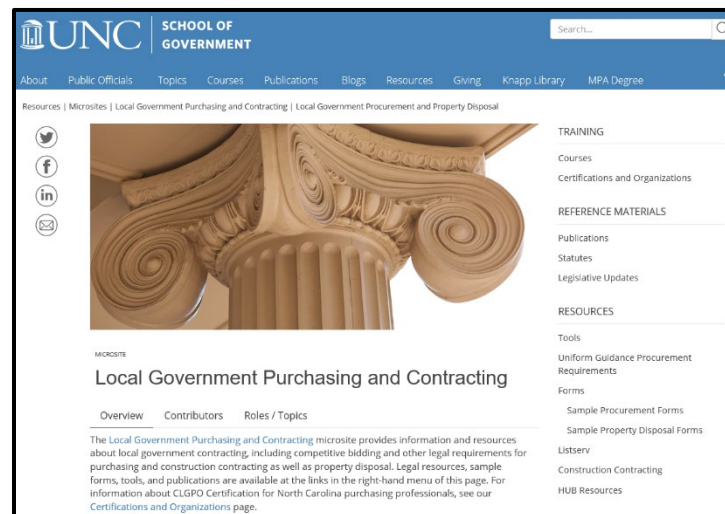 UNC
SCHOOL OF
GOVERNMENT
Search...
About Public Officials Topics Courses Publications Blogs Resources Giving Knapp Library MPA Degree
Resources | Microsites | Local Government Purchasing and Contracting | Local Government Procurement and Property Disposal
MICROSITE
Local Government Purchasing and Contracting
Overview Contributors Roles / Topics
The Local Government Purchasing and Contracting microsite provides information and resources
about local government contracting, including competitive bidding and other legal requirements for
purchasing and construction contracting as well as property disposal. Legal resources, sample
forms, tools, and publications are available at the links in the right-hand menu of this page. For
information about CLGPO Certification for North Carolina purchasing professionals, see our
Certifications and Organizations page.
TRAINING
Courses
Certifications and Organizations
REFERENCE MATERIALS
Publications
Statutes
Legislative Updates
RESOURCES
Tools
Uniform Guidance Procurement
Requirements
Forms
Sample Procurement Forms
Sample Property Disposal Forms
Listserv
Construction Contracting
HUB Resources